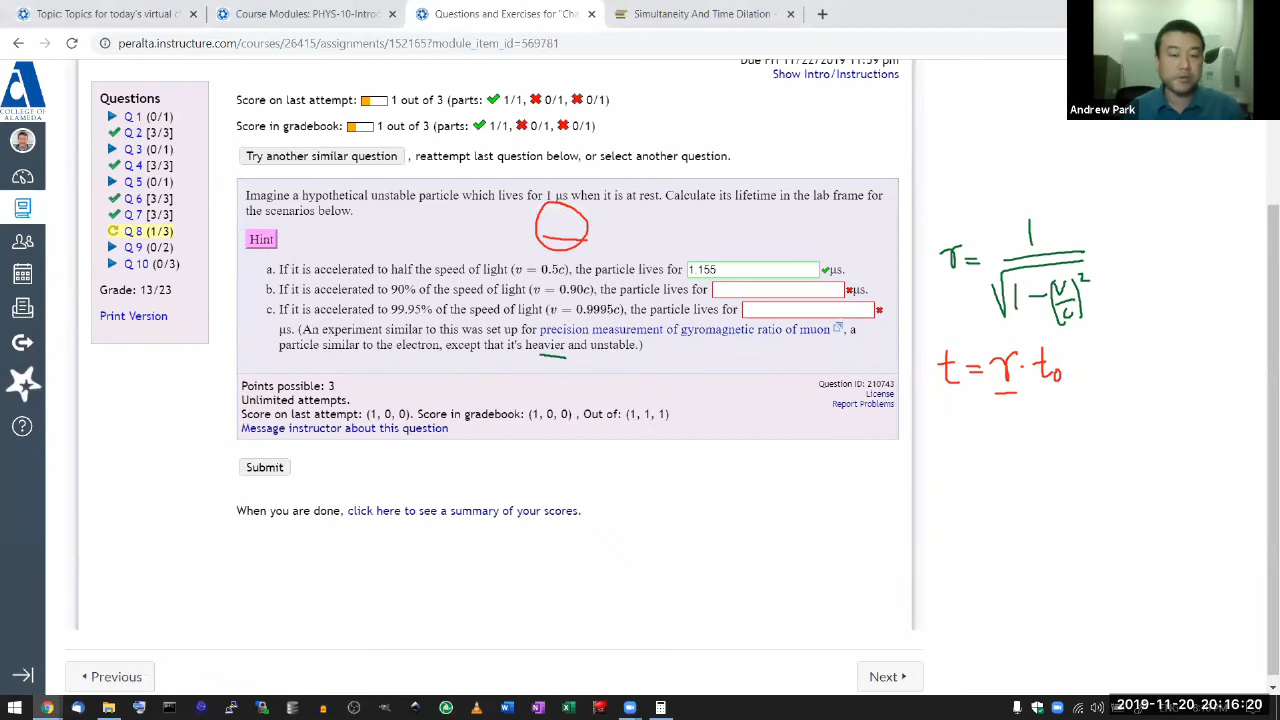 Topic: Topics for today's virtual cl
Course Modules: PHYS-10-Introd
Questions and Exercises for "Cha
Simultaneity And Time Dilation -
peralta.instructure.com/courses/26415/assignments/152165?module_item_id=569781
Andrew Park
COLLEGE OF
ALAMEDA
Due Fri 11/22/2019 11:59 pm
Show Intro/Instructions
Questions
Q 1 (0/1)
Q 2 [3/3]
Q 3 (0/1)
Q 4 [3/3]
Q 5 (0/1)
Q 6 [3/3]
Q 7 [3/3]
Q 8 (1/3)
Q 9 (0/2)
Q 10 (0/3)
Grade: 13/23
Print Version
Score on last attempt: 1 out of 3 (parts: ✔ 1/1, ✖ 0/1, ✖ 0/1)
Score in gradebook: 1 out of 3 (parts: ✔ 1/1, ✖ 0/1, ✖ 0/1)
Try another similar question , reattempt last question below, or select another question.
Imagine a hypothetical unstable particle which lives for 1 μs when it is at rest. Calculate its lifetime in the lab frame for
the scenarios below.
Hint
a. If it is accelerated to half the speed of light (v = 0.5c), the particle lives for 1.155 ✔μs.
b. If it is accelerated to 90% of the speed of light (v = 0.90c), the particle lives for ✖μs.
c. If it is accelerated to 99.95% of the speed of light (v = 0.9995c), the particle lives for ✖
μs. (An experiment similar to this was set up for precision measurement of gyromagnetic ratio of muon , a
particle similar to the electron, except that it's heavier and unstable.)
Points possible: 3
Unlimited attempts.
Score on last attempt: (1, 0, 0). Score in gradebook: (1, 0, 0) , Out of: (1, 1, 1)
Message instructor about this question
Question ID: 210743
License
Report Problems
Submit
When you are done, click here to see a summary of your scores.
Previous
Next
γ = 1 / √(1 – (v/c)²)
t = γ · t₀
2019-11-20 20:16:20